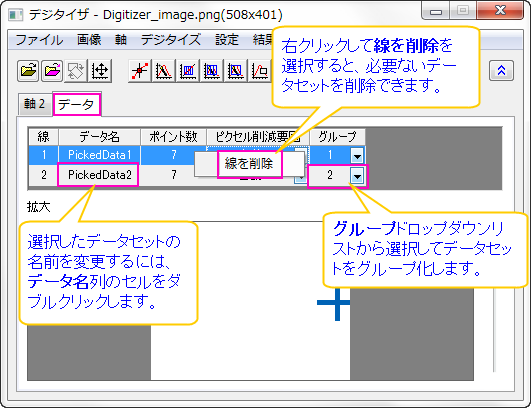 デジタイザ - Digitizer_image.png(508x401)
ファイル 画像 軸 デジタイズ 設定 結果
右クリックして線を削除を
選択すると、必要ないデー
タセットを削除できます。
軸 2 データ
線 データ名 ポイント数 ピクセル削減要因 グループ
1 PickedData1 7 1
線を削除
2 PickedData2 7 2
拡大
選択したデータセットの
名前を変更するには、
データ名列のセルをダ
ブルクリックします。
グループドロップダウンリ
ストから選択してデータセッ
トをグループ化します。